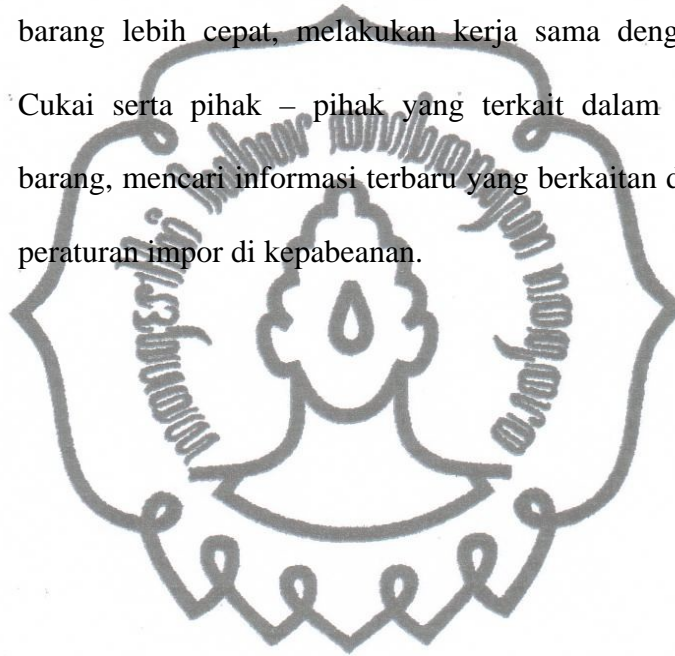 barang lebih cepat, melakukan kerja sama deng
Cukai serta pihak – pihak yang terkait dalam
barang, mencari informasi terbaru yang berkaitan d
peraturan impor di kepabeanan.